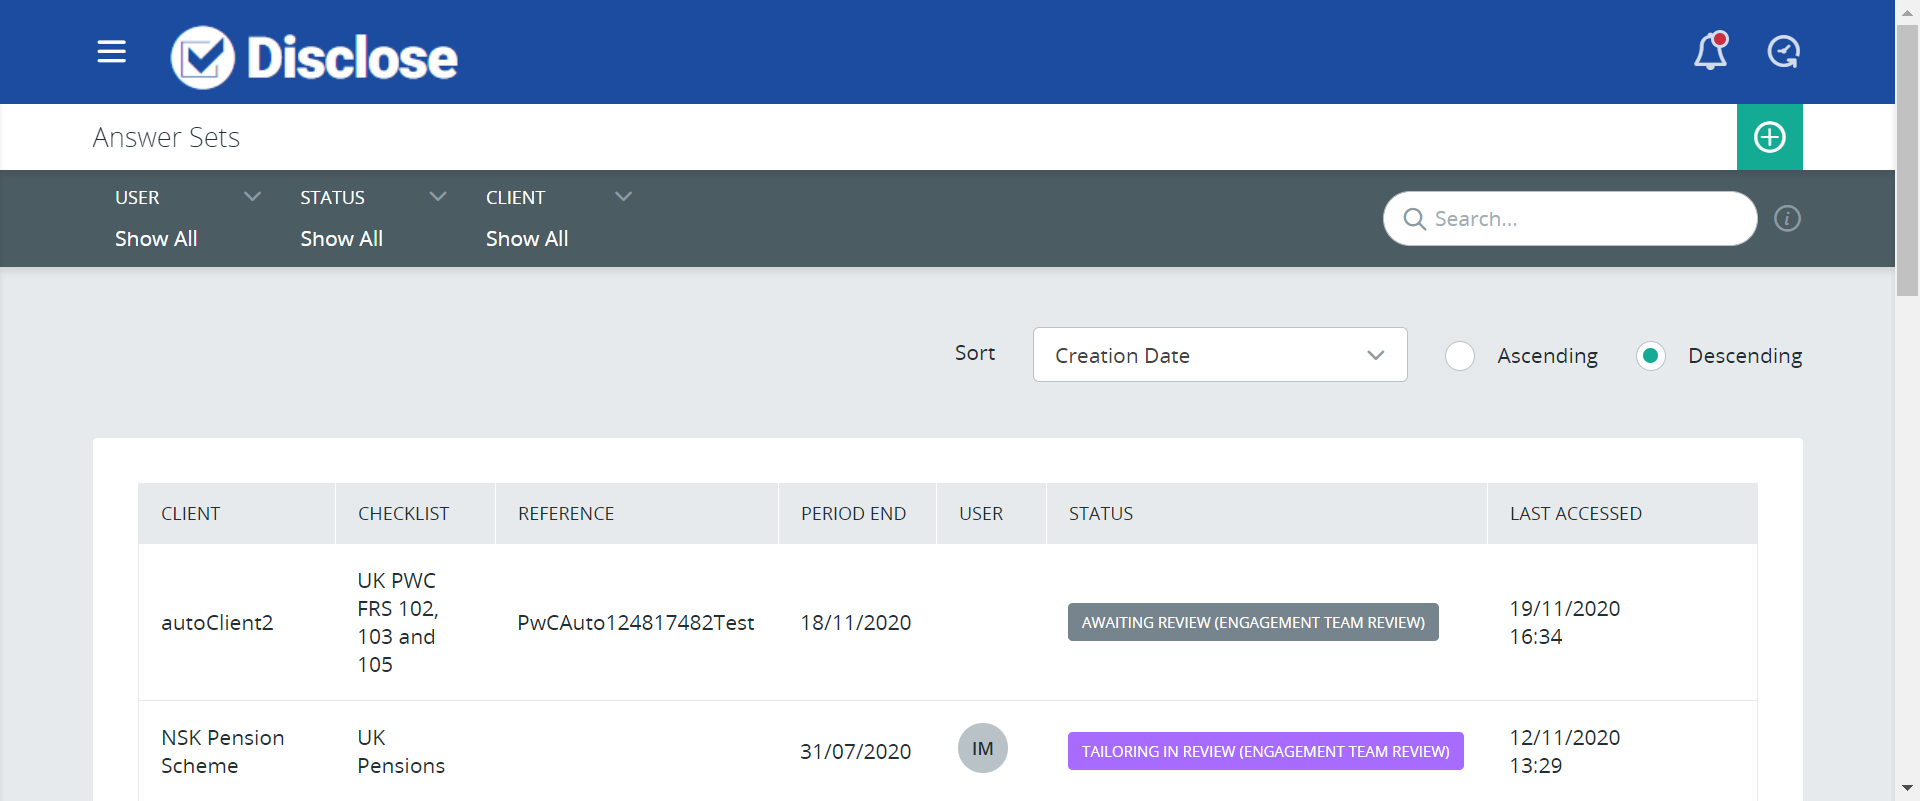 Disclose
Answer Sets
USER STATUS CLIENT
Show All Show All Show All
Search...
i
Sort Creation Date Ascending Descending
CLIENT CHECKLIST REFERENCE PERIOD END USER STATUS LAST ACCESSED
autoClient2
UK PWC
FRS 102,
103 and
105
PwCAuto124817482Test
18/11/2020
AWAITING REVIEW (ENGAGEMENT TEAM REVIEW)
19/11/2020
16:34
NSK Pension
Scheme
UK
Pensions
31/07/2020
IM
TAILORING IN REVIEW (ENGAGEMENT TEAM REVIEW)
12/11/2020
13:29